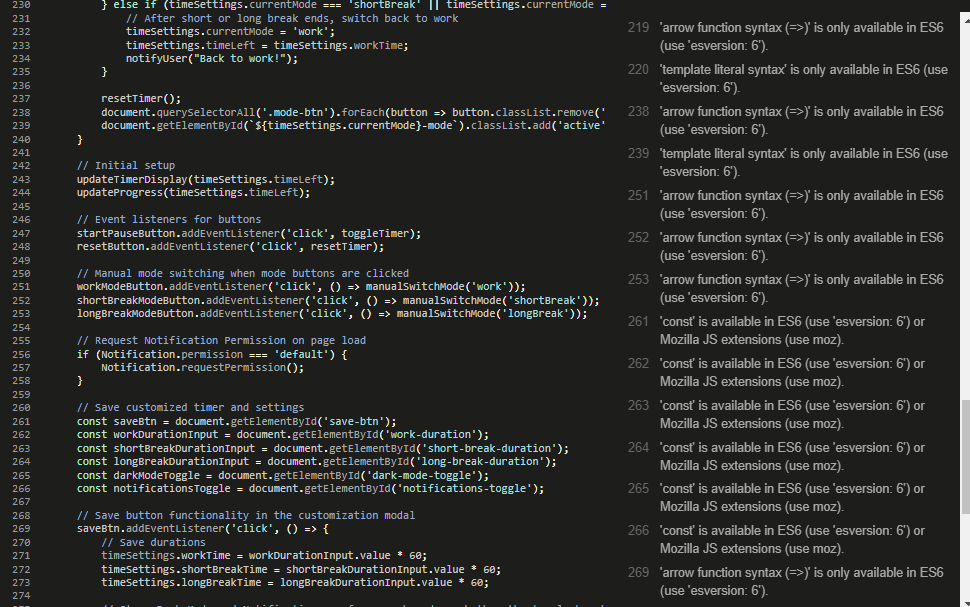 230 } else if (timeSettings.currentMode === 'shortBreak' || timeSettings.currentMode =
231 // After short or long break ends, switch back to work
232 timeSettings.currentMode = 'work';
233 timeSettings.timeLeft = timeSettings.workTime;
234 notifyUser("Back to work!");
235 }
236
237 resetTimer();
238 document.querySelectorAll('.mode-btn').forEach(button => button.classList.remove('
239 document.getElementById(`${timeSettings.currentMode}-mode`).classList.add('active'
240 }
241
242 // Initial setup
243 updateTimerDisplay(timeSettings.timeLeft);
244 updateProgress(timeSettings.timeLeft);
245
246 // Event listeners for buttons
247 startPauseButton.addEventListener('click', toggleTimer);
248 resetButton.addEventListener('click', resetTimer);
249
250 // Manual mode switching when mode buttons are clicked
251 workModeButton.addEventListener('click', () => manualSwitchMode('work'));
252 shortBreakModeButton.addEventListener('click', () => manualSwitchMode('shortBreak'));
253 longBreakModeButton.addEventListener('click', () => manualSwitchMode('longBreak'));
254
255 // Request Notification Permission on page load
256 if (Notification.permission === 'default') {
257 Notification.requestPermission();
258 }
259
260 // Save customized timer and settings
261 const saveBtn = document.getElementById('save-btn');
262 const workDurationInput = document.getElementById('work-duration');
263 const shortBreakDurationInput = document.getElementById('short-break-duration');
264 const longBreakDurationInput = document.getElementById('long-break-duration');
265 const darkModeToggle = document.getElementById('dark-mode-toggle');
266 const notificationsToggle = document.getElementById('notifications-toggle');
267
268 // Save button functionality in the customization modal
269 saveBtn.addEventListener('click', () => {
270 // Save durations
271 timeSettings.workTime = workDurationInput.value * 60;
272 timeSettings.shortBreakTime = shortBreakDurationInput.value * 60;
273 timeSettings.longBreakTime = longBreakDurationInput.value * 60;
274
219 'arrow function syntax (=>)' is only available in ES6
(use 'esversion: 6').
220 'template literal syntax' is only available in ES6 (use
'esversion: 6').
238 'arrow function syntax (=>)' is only available in ES6
(use 'esversion: 6').
239 'template literal syntax' is only available in ES6 (use
'esversion: 6').
251 'arrow function syntax (=>)' is only available in ES6
(use 'esversion: 6').
252 'arrow function syntax (=>)' is only available in ES6
(use 'esversion: 6').
253 'arrow function syntax (=>)' is only available in ES6
(use 'esversion: 6').
261 'const' is available in ES6 (use 'esversion: 6') or
Mozilla JS extensions (use moz).
262 'const' is available in ES6 (use 'esversion: 6') or
Mozilla JS extensions (use moz).
263 'const' is available in ES6 (use 'esversion: 6') or
Mozilla JS extensions (use moz).
264 'const' is available in ES6 (use 'esversion: 6') or
Mozilla JS extensions (use moz).
265 'const' is available in ES6 (use 'esversion: 6') or
Mozilla JS extensions (use moz).
266 'const' is available in ES6 (use 'esversion: 6') or
Mozilla JS extensions (use moz).
269 'arrow function syntax (=>)' is only available in ES6
(use 'esversion: 6').